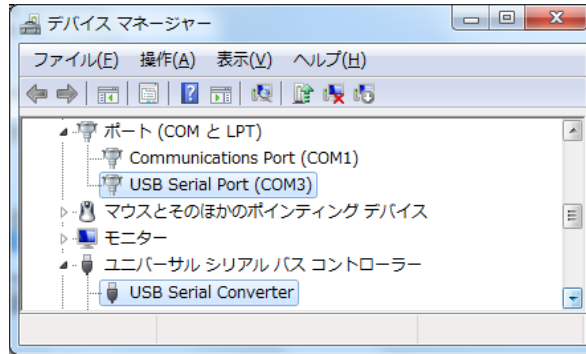 デバイス マネージャー
ファイル(F) 操作(A) 表示(V) ヘルプ(H)
ポート (COM と LPT)
Communications Port (COM1)
USB Serial Port (COM3)
マウスとそのほかのポインティング デバイス
モニター
ユニバーサル シリアル バス コントローラー
USB Serial Converter